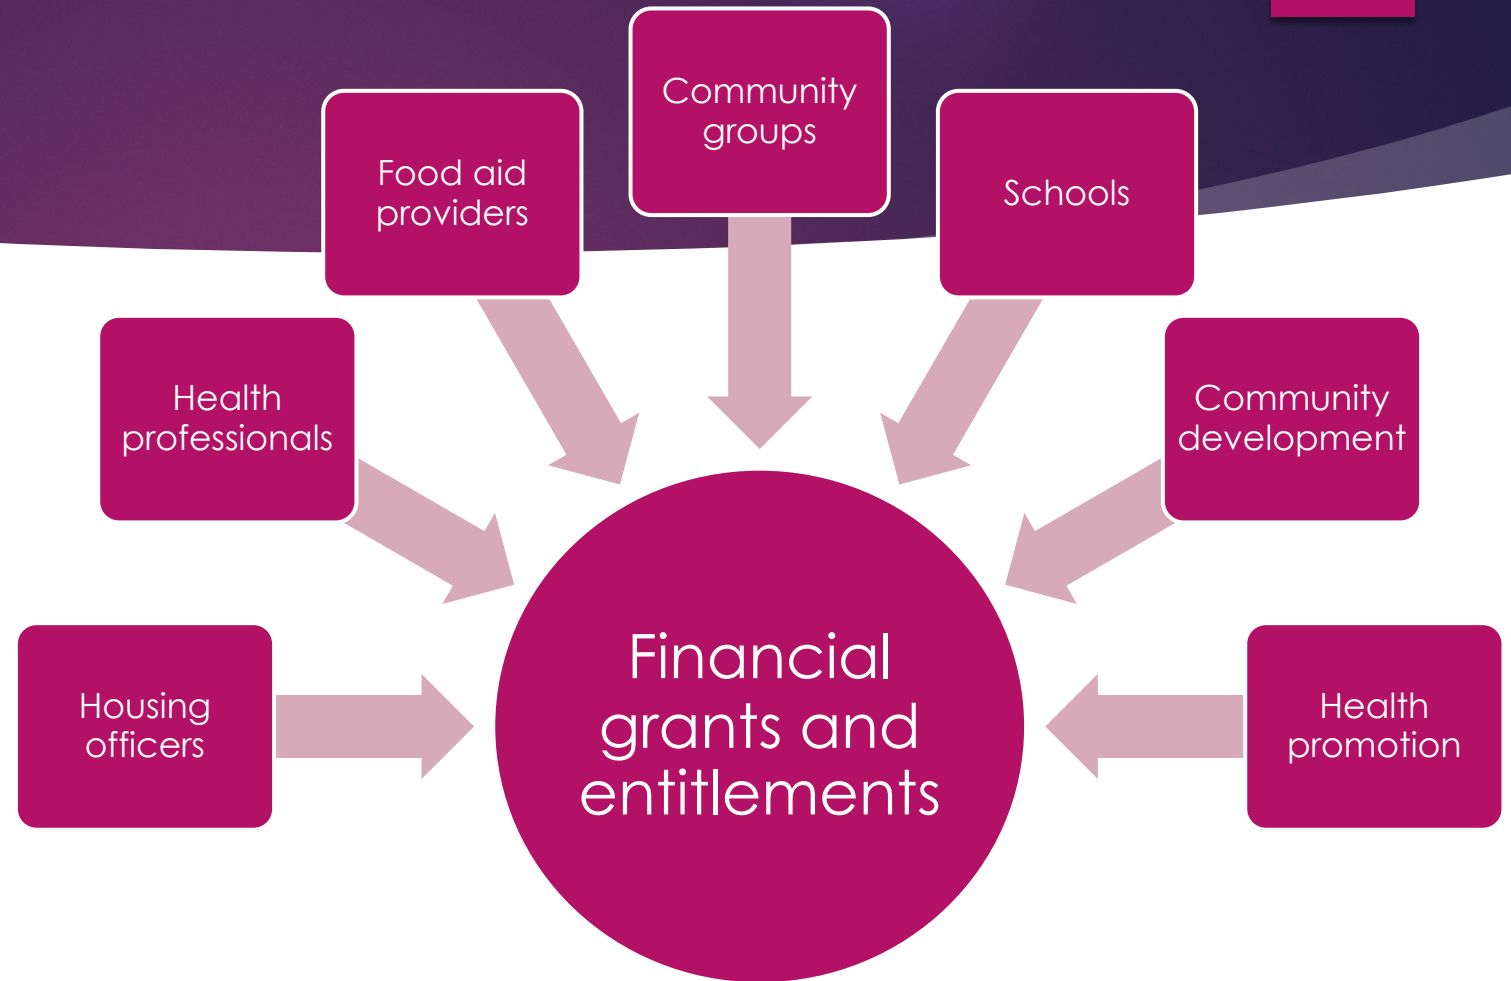 Community
groups
Food aid
providers
Schools
Health
professionals
Community
development
Housing
officers
Financial
grants and
entitlements
Health
promotion